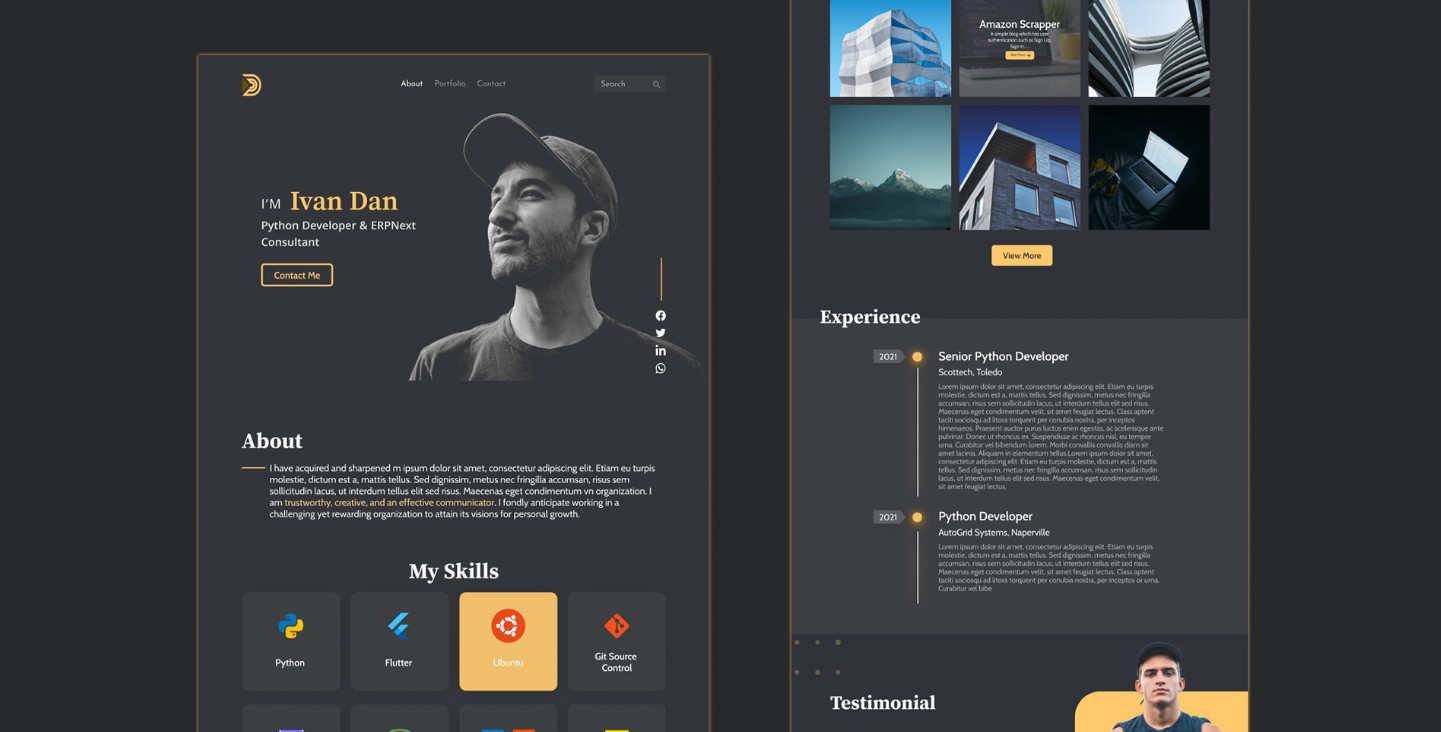 About Portfolio Contact Search
I'M Ivan Dan
Python Developer & ERPNext
Consultant
Contact Me
About
I have acquired and sharpened m ipsum dolor sit amet, consectetur adipiscing elit. Etiam eu turpis
molestie, dictum est a, mattis tellus. Sed dignissim, metus nec fringilla accumsan, risus sem
sollicitudin lacus, ut interdum tellus elit sed risus. Maecenas eget condimentum vn organization. I
am trustworthy, creative, and an effective communicator. I fondly anticipate working in a
challenging yet rewarding organization to attain its visions for personal growth.
My Skills
Python
Flutter
Ubuntu
Git Source
Control
Amazon Scrapper
A simple blog which has user
authentication such as Sign Up,
Sign In....
See More
View More
Experience
2021
Senior Python Developer
Scottech, Toledo
Lorem ipsum dolor sit amet, consectetur adipiscing elit. Etiam eu turpis
molestie, dictum est a, mattis tellus. Sed dignissim, metus nec fringilla
accumsan, risus sem sollicitudin lacus, ut interdum tellus elit sed risus.
Maecenas eget condimentum velit, sit amet feugiat lectus. Class aptent
taciti sociosqu ad litora torquent per conubia nostra, per inceptos
himenaeos. Praesent auctor purus luctus enim egestas, ac scelerisque ante
pulvinar. Donec ut rhoncus ex. Suspendisse ac rhoncus nisl, eu tempor
urna. Curabitur vel bibendum lorem. Morbi convallis convallis diam sit
amet lacinia. Aliquam in elementum tellus.Lorem ipsum dolor sit amet,
consectetur adipiscing elit. Etiam eu turpis molestie, dictum est a, mattis
tellus. Sed dignissim, metus nec fringilla accumsan, risus sem sollicitudin
lacus, ut interdum tellus elit sed risus. Maecenas eget condimentum velit,
sit amet feugiat lectus.
2021
Python Developer
AutoGrid Systems, Naperville
Lorem ipsum dolor sit amet, consectetur adipiscing elit. Etiam eu turpis
molestie, dictum est a, mattis tellus. Sed dignissim, metus nec fringilla
accumsan, risus sem sollicitudin lacus, ut interdum tellus elit sed risus.
Maecenas eget condimentum velit, sit amet feugiat lectus. Class aptent
taciti sociosqu ad litora torquent per conubia nostra, per inceptos or uma.
Curabitur vel bibe
Testimonial